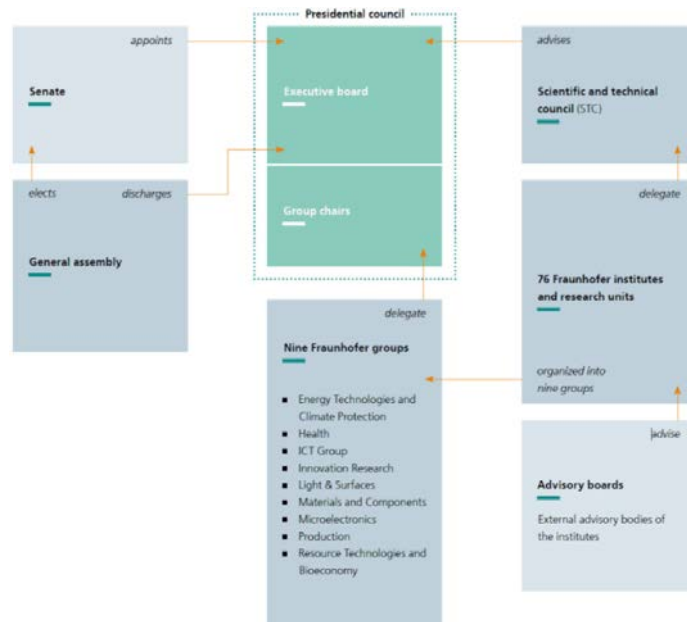 Presidential council
appoints
Senate
Executive board
advises
Scientific and technical
council (STC)
elects
discharges
General assembly
Group chairs
delegate
76 Fraunhofer institutes
and research units
organized into
nine groups
delegate
Nine Fraunhofer groups
Energy Technologies and
Climate Protection
Health
ICT Group
Innovation Research
Light & Surfaces
Materials and Components
Microelectronics
Production
Resource Technologies and
Bioeconomy
advise
Advisory boards
External advisory bodies of
the institutes